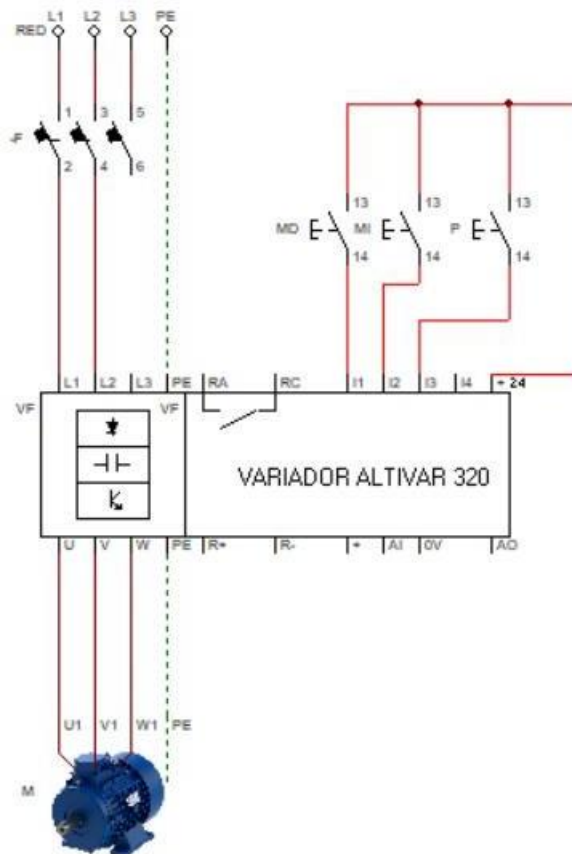 L1 L2 L3 PE
RED
1 3 5
-F
2 4 6
13 13 13
MD MI P
14 14 14
L1 L2 L3 PE RA RC I1 I2 I3 I4 + 24
VF VF
VARIADOR ALTIVAR 320
U V W PE R+ R- + AI 0V AO
U1 V1 W1 PE
M